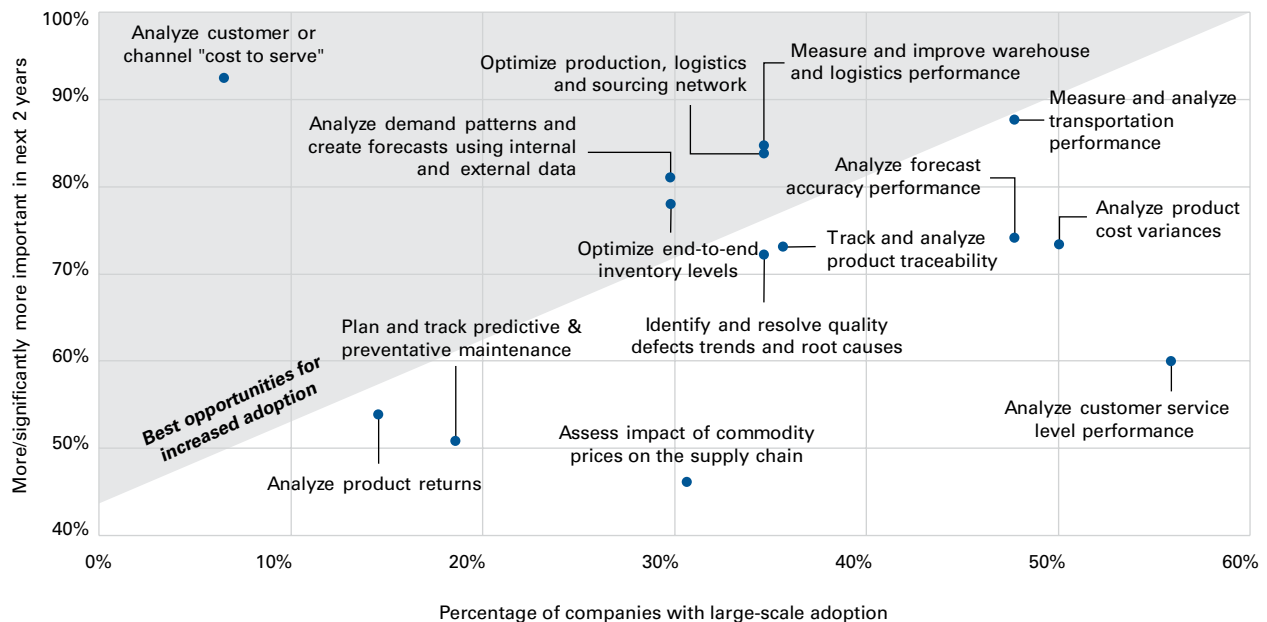 100%
90%
80%
70%
60%
50%
40%
More/significantly more important in next 2 years
Analyze customer or
channel "cost to serve"
Optimize production, logistics
and sourcing network
Measure and improve warehouse
and logistics performance
Analyze demand patterns and
create forecasts using internal
and external data
Measure and analyze
transportation
performance
Analyze forecast
accuracy performance
Analyze product
cost variances
Optimize end-to-end
inventory levels
Track and analyze
product traceability
Plan and track predictive &
preventative maintenance
Identify and resolve quality
defects trends and root causes
Best opportunities for
increased adoption
Analyze customer service
level performance
Assess impact of commodity
prices on the supply chain
Analyze product returns
0%
10%
20%
30%
40%
50%
60%
Percentage of companies with large-scale adoption